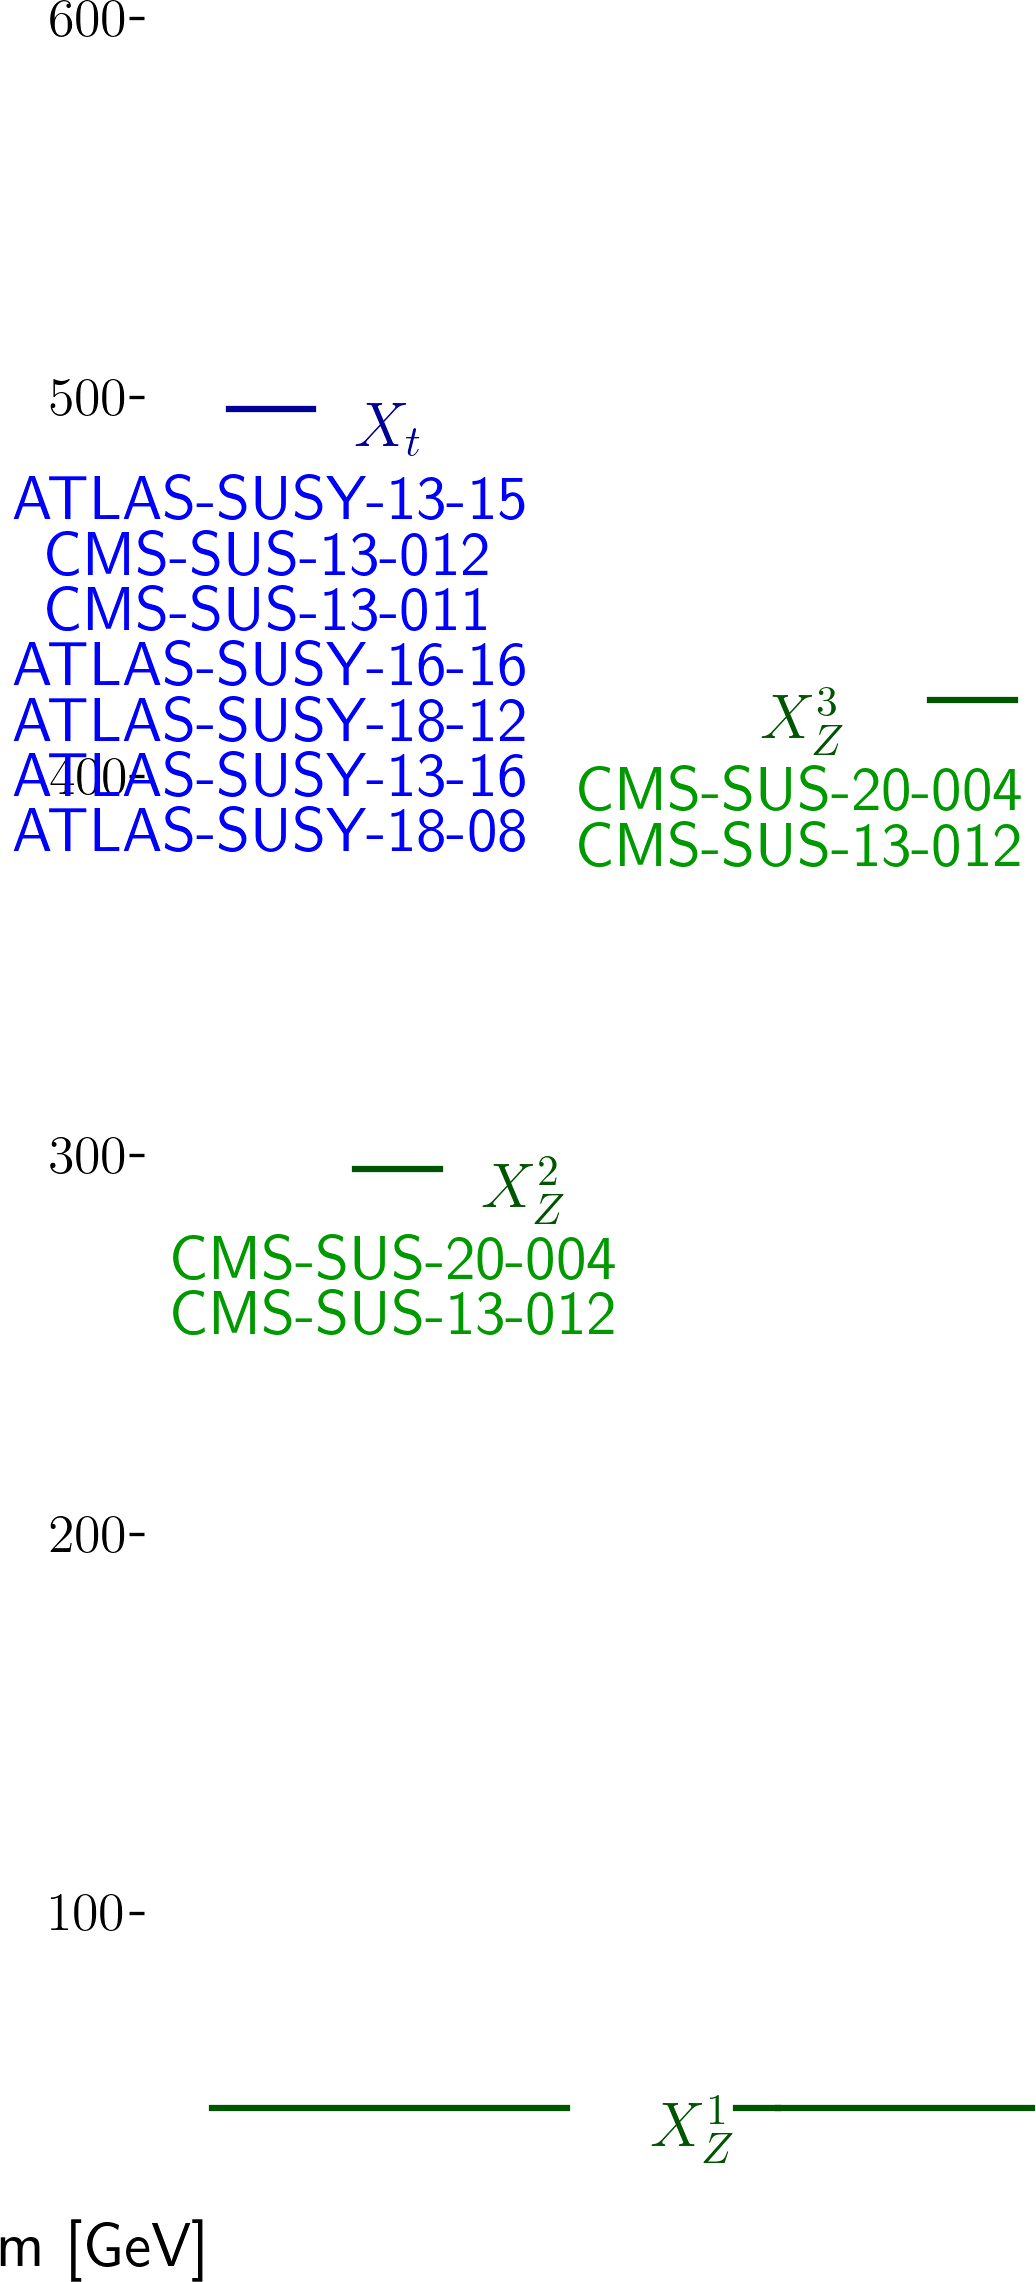 600-
500-
X_t
ATLAS-SUSY-13-15
CMS-SUS-13-012
CMS-SUS-13-011
ATLAS-SUSY-16-16
ATLAS-SUSY-18-12
400-
ATLAS-SUSY-13-16
ATLAS-SUSY-18-08
X_Z^3
CMS-SUS-20-004
CMS-SUS-13-012
300-
X_Z^2
CMS-SUS-20-004
CMS-SUS-13-012
200-
100-
X_Z^1
m [GeV]